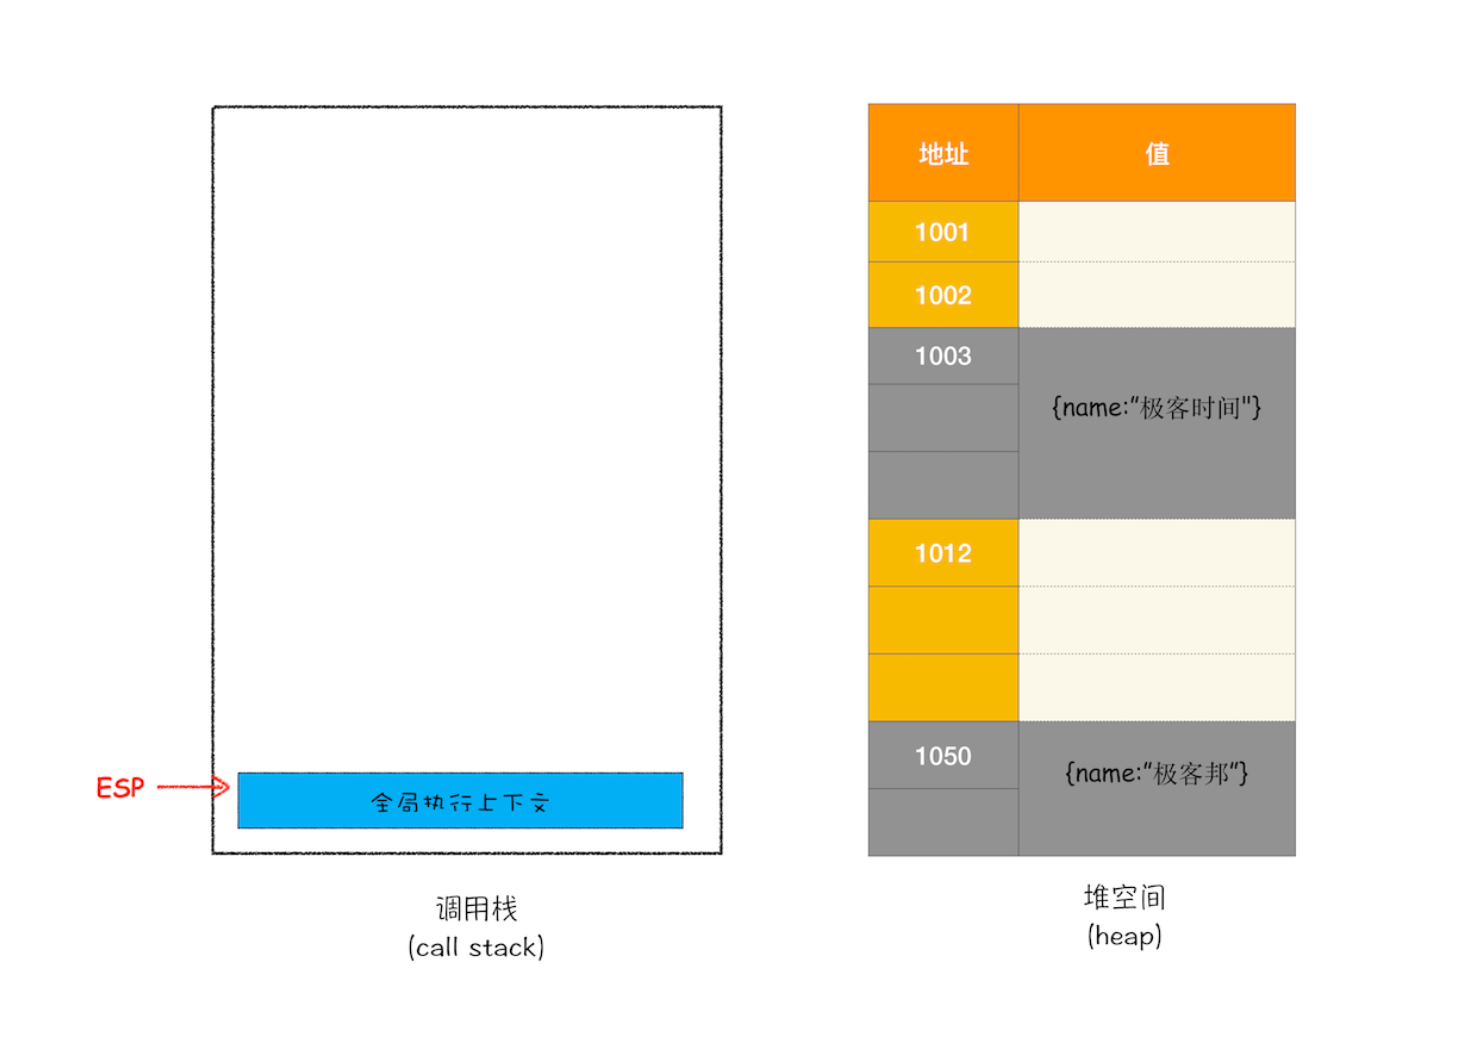 地址 值
1001
1002
1003
{name:"极客时间"}
1012
1050
{name:"极客邦"}
ESP
全局执行上下文
调用栈
(call stack)
堆空间
(heap)